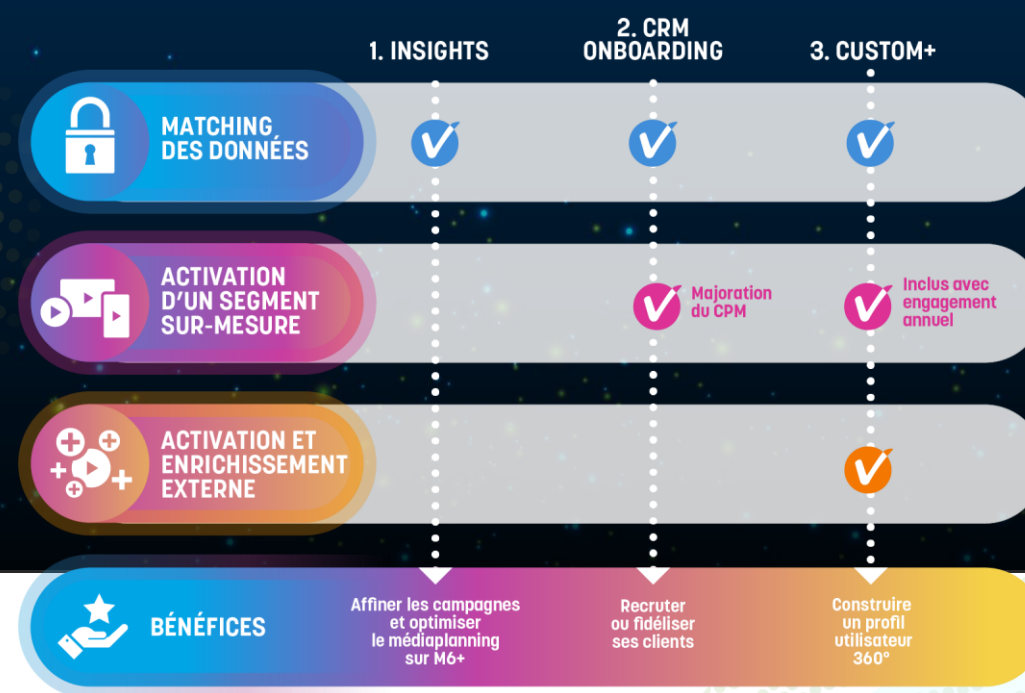 1. INSIGHTS
2. CRM
ONBOARDING
3. CUSTOM+
MATCHING
DES DONNÉES
ACTIVATION
D'UN SEGMENT
SUR-MESURE
Majoration
du CPM
Inclus avec
engagement
annuel
ACTIVATION ET
ENRICHISSEMENT
EXTERNE
BÉNÉFICES
Affiner les campagnes
et optimiser
le médiaplanning
sur M6+
Recruter
ou fidéliser
ses clients
Construire
un profil
utilisateur
360°